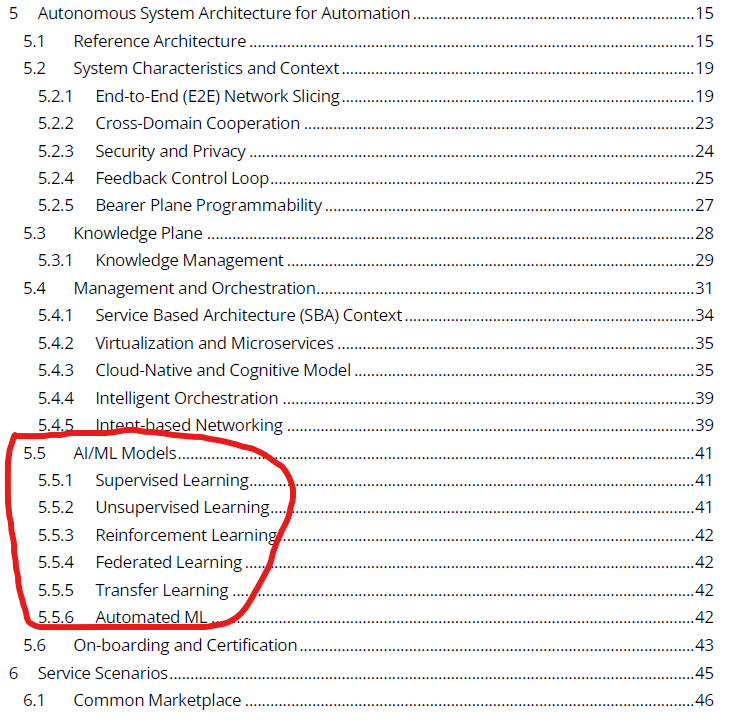 5 Autonomous System Architecture for Automation ........ 15
5.1 Reference Architecture ........ 15
5.2 System Characteristics and Context ........ 19
5.2.1 End-to-End (E2E) Network Slicing ........ 19
5.2.2 Cross-Domain Cooperation ........ 23
5.2.3 Security and Privacy ........ 24
5.2.4 Feedback Control Loop ........ 25
5.2.5 Bearer Plane Programmability ........ 27
5.3 Knowledge Plane ........ 28
5.3.1 Knowledge Management ........ 29
5.4 Management and Orchestration ........ 31
5.4.1 Service Based Architecture (SBA) Context ........ 34
5.4.2 Virtualization and Microservices ........ 35
5.4.3 Cloud-Native and Cognitive Model ........ 35
5.4.4 Intelligent Orchestration ........ 39
5.4.5 Intent-based Networking ........ 39
5.5 AI/ML Models ........ 41
5.5.1 Supervised Learning ........ 41
5.5.2 Unsupervised Learning ........ 41
5.5.3 Reinforcement Learning ........ 42
5.5.4 Federated Learning ........ 42
5.5.5 Transfer Learning ........ 42
5.5.6 Automated ML ........ 42
5.6 On-boarding and Certification ........ 43
6 Service Scenarios ........ 45
6.1 Common Marketplace ........ 46